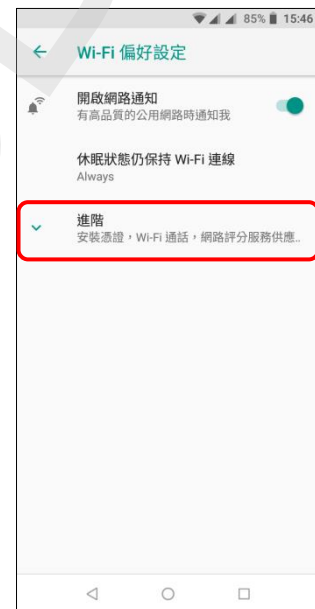 85% 15:46
Wi-Fi 偏好設定
開啟網路通知
有高品質的公用網路時通知我
休眠狀態仍保持 Wi-Fi 連線
Always
進階
安裝憑證，Wi-Fi 通話，網路評分服務供應..